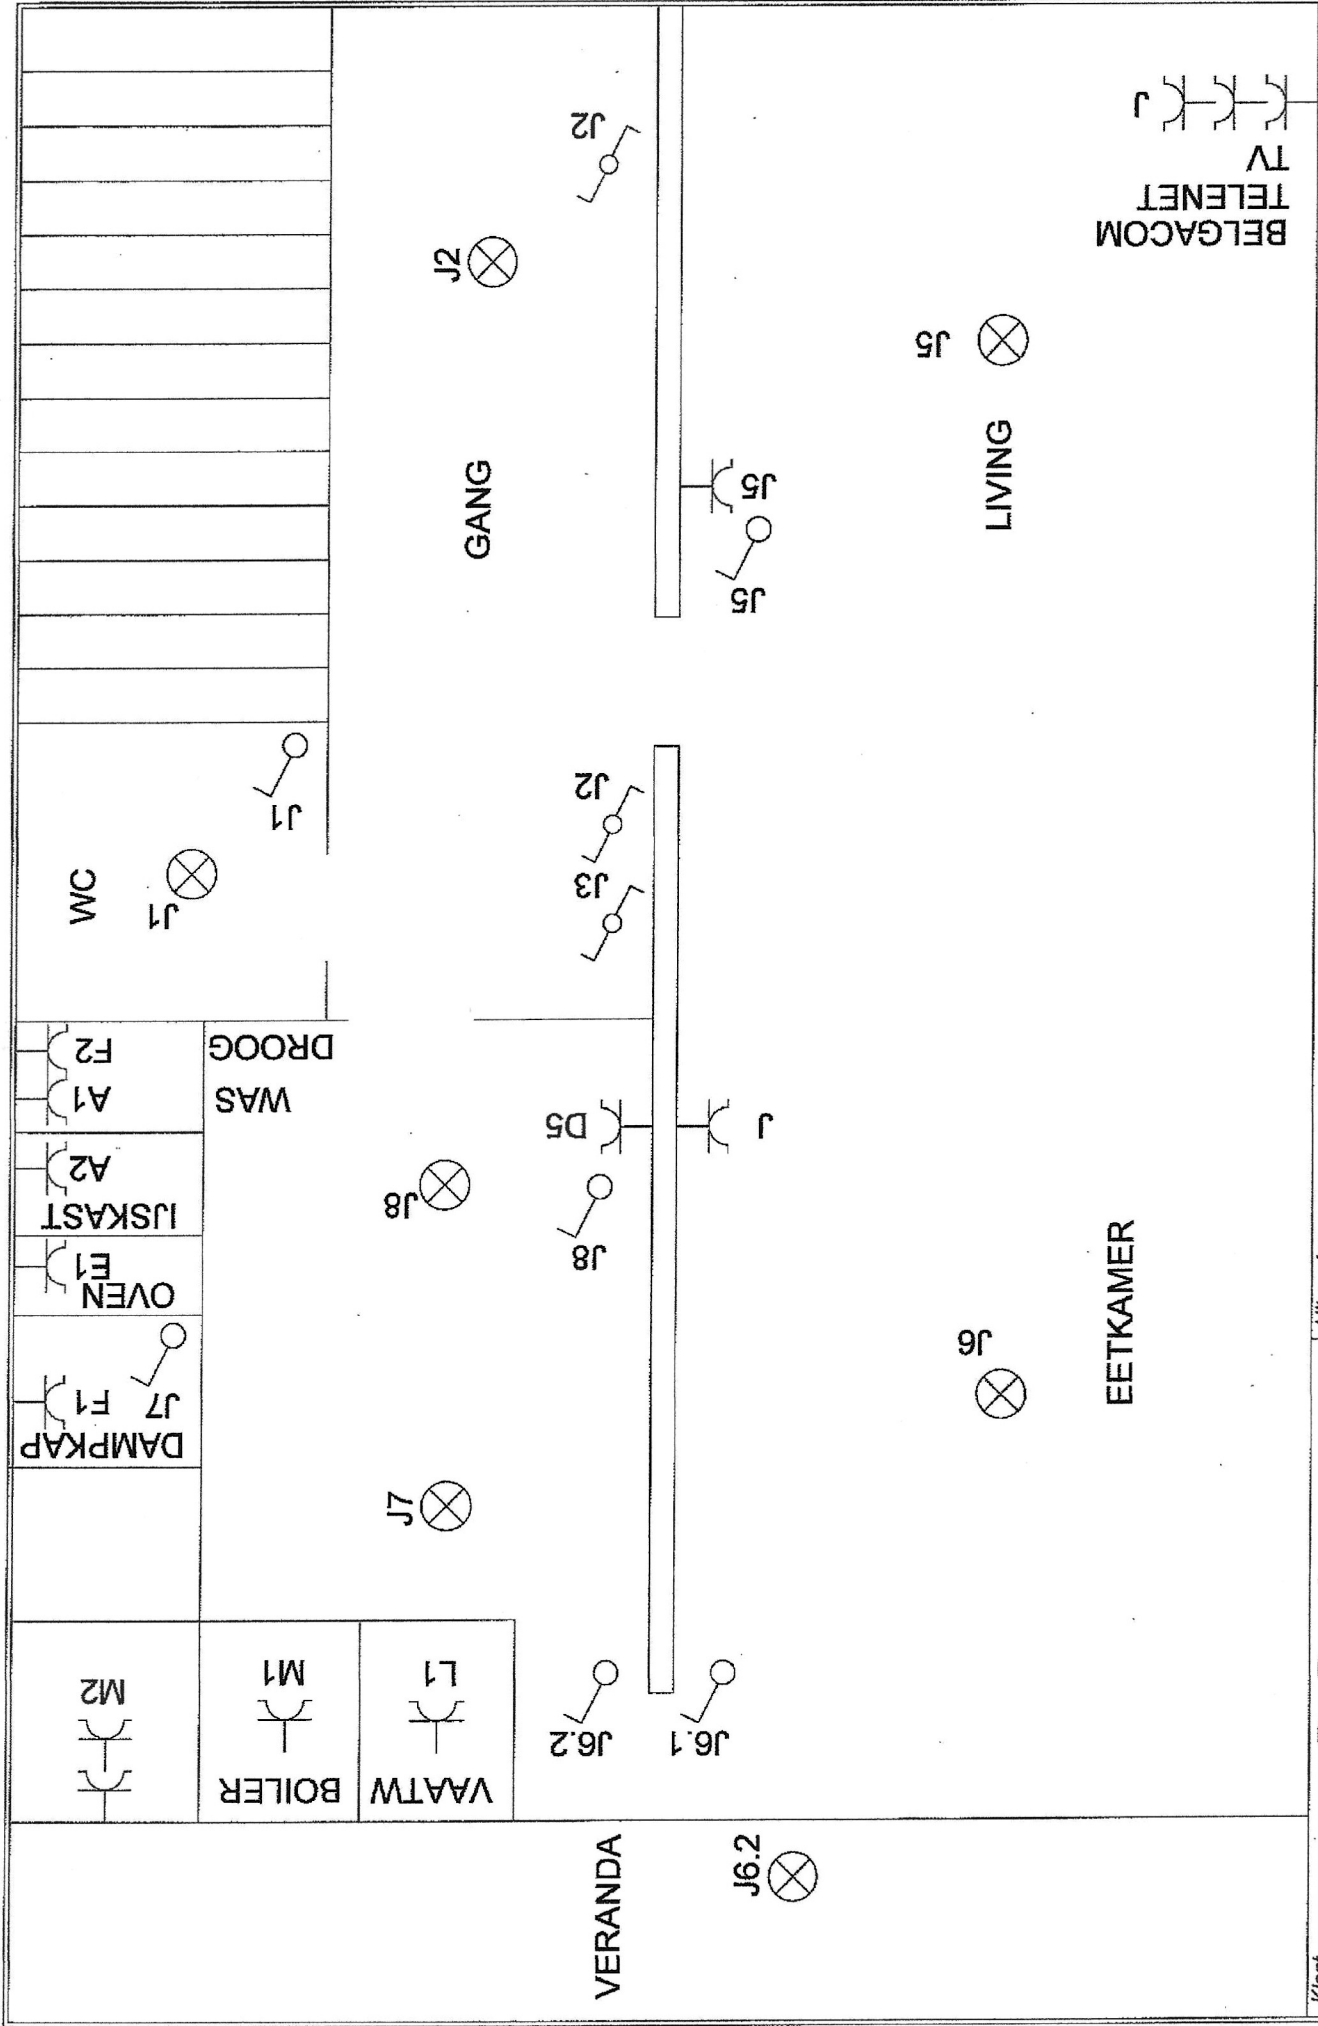 J2
J2
J
TV
TELENET
BELGACOM
J5
GANG
LIVING
J5
J5
J1
J2
WC
J1
J3
F2
DROOG
A1
WAS
D5
J
A2
IJSKAST
J8
J8
E1
OVEN
EETKAMER
J6
F1
J7
DAMPKAP
J7
M2
M1
L1
J6.2
J6.1
BOILER
VAATW
VERANDA
J6.2
Klant